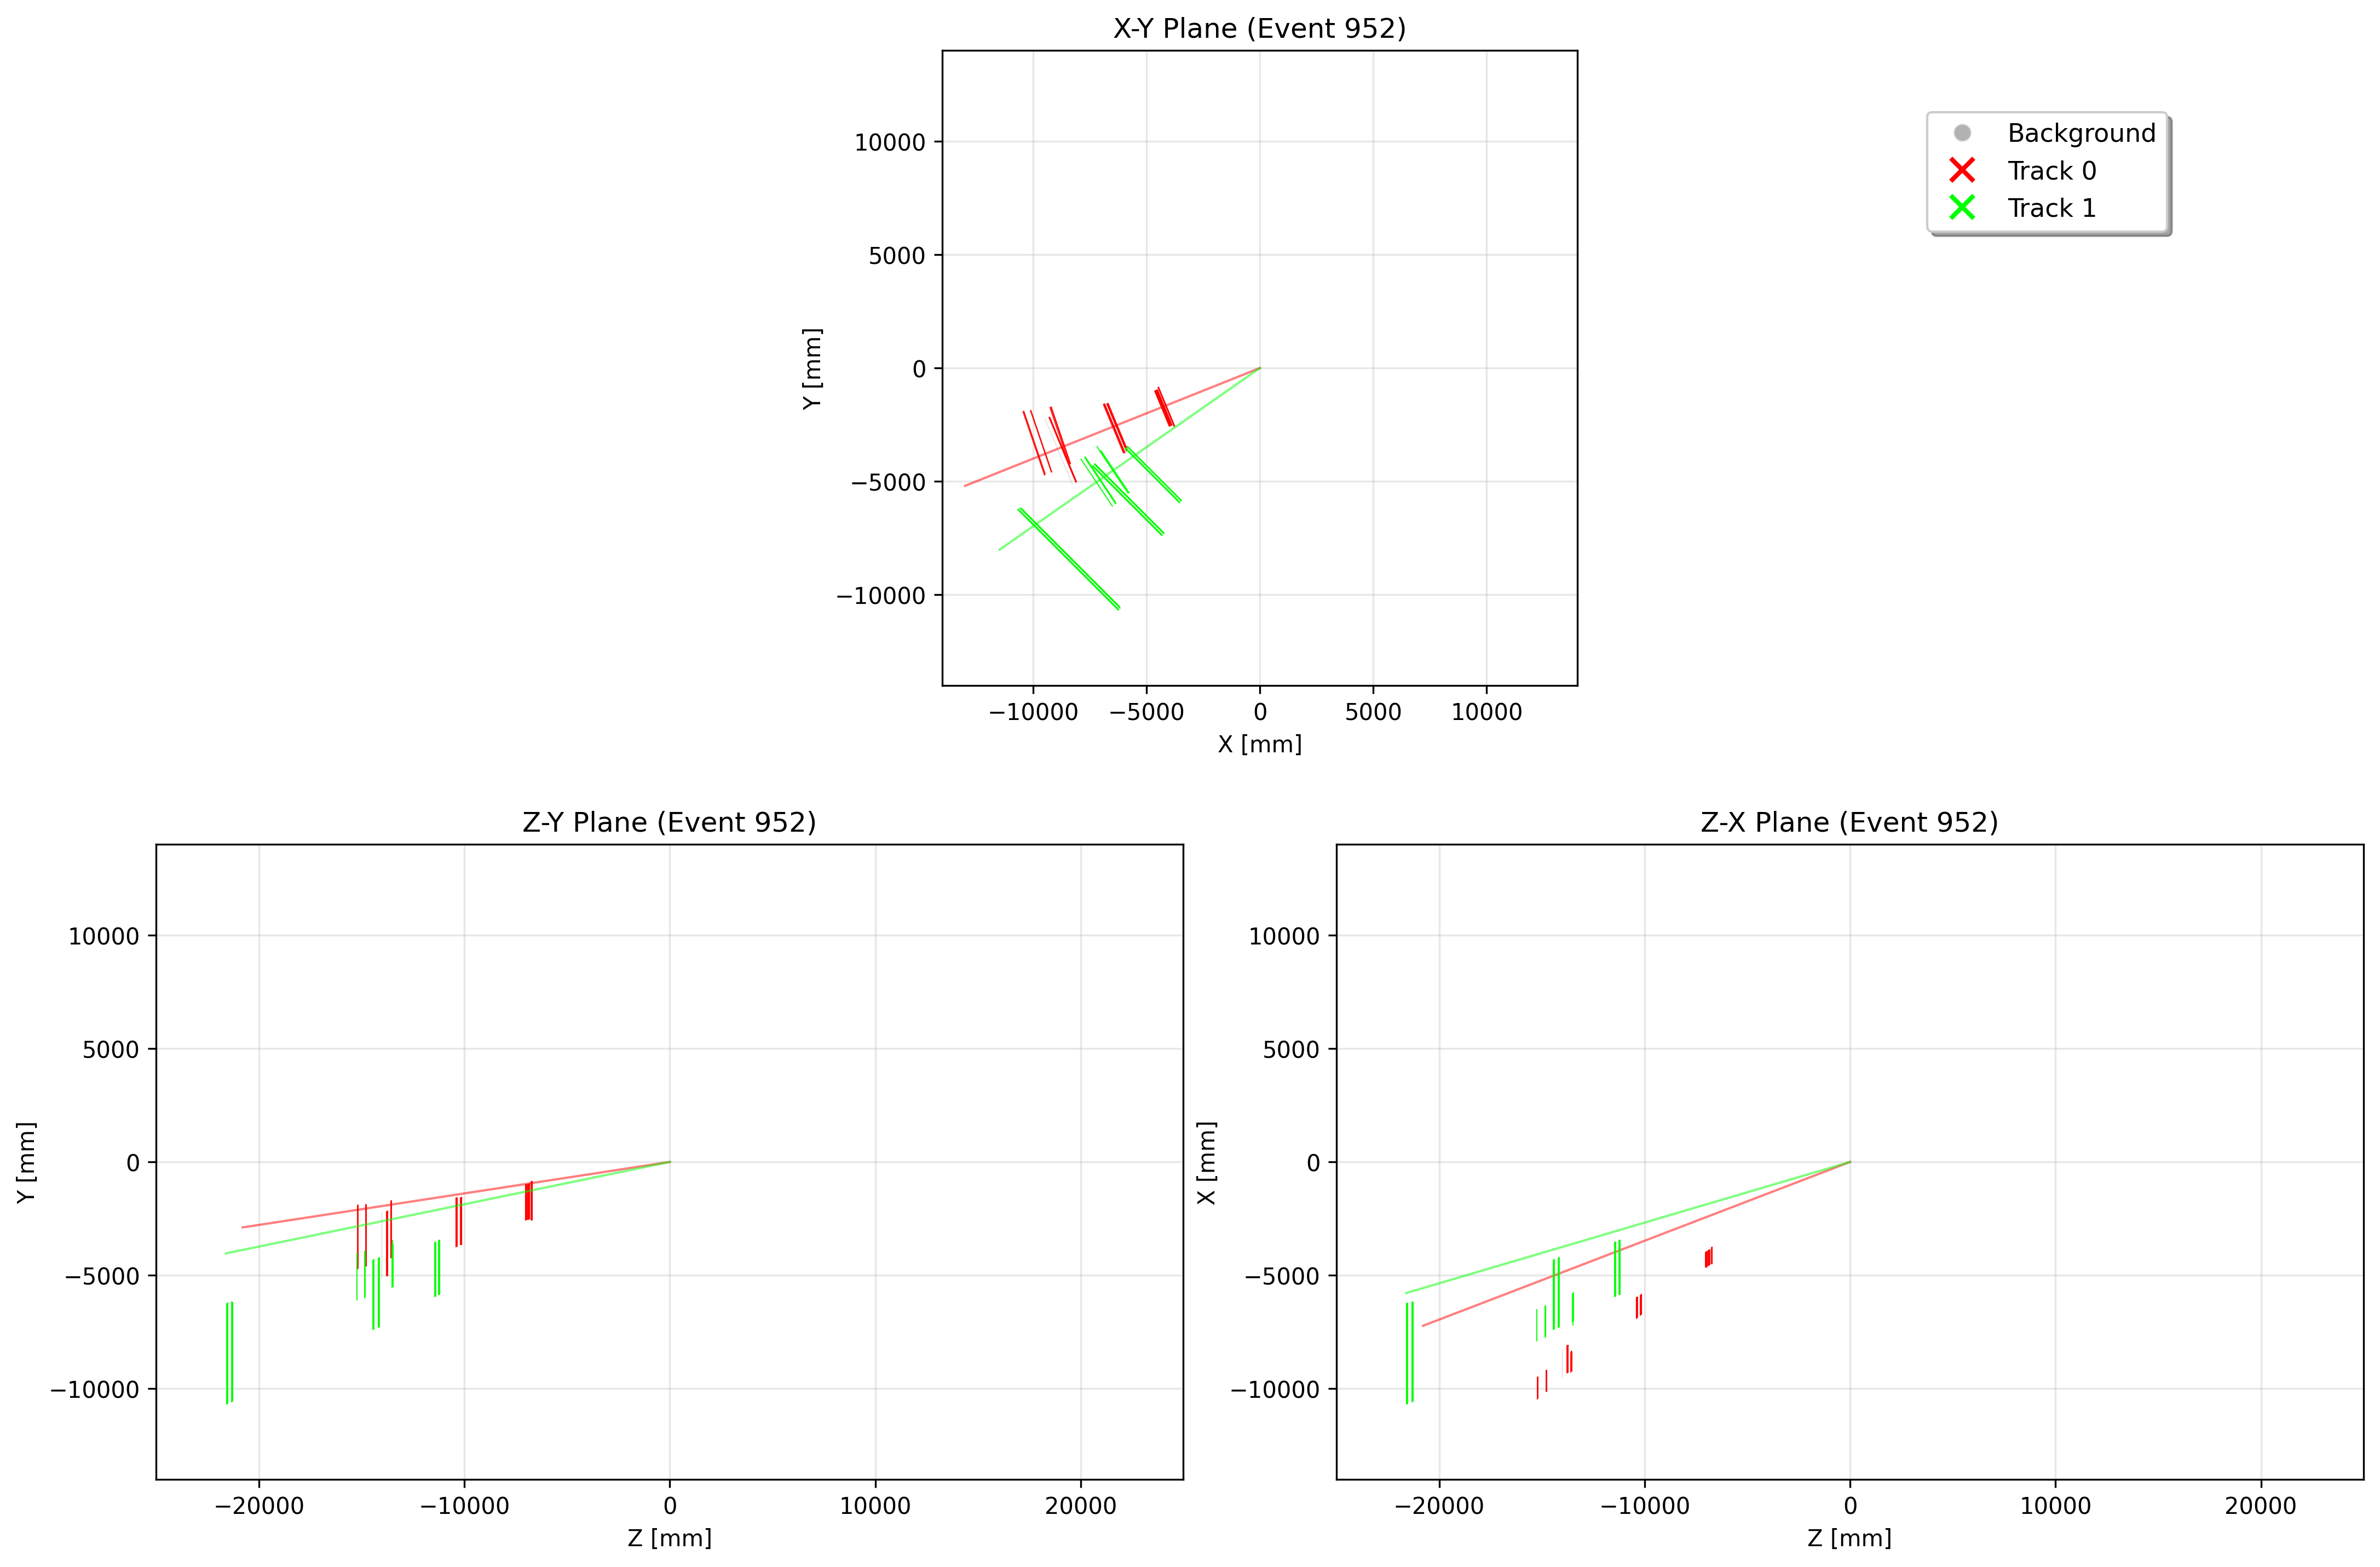 X-Y Plane (Event 952)
10000
5000
0
−5000
−10000
Y [mm]
−10000 −5000 0 5000 10000
X [mm]
Background
Track 0
Track 1
Z-Y Plane (Event 952)
10000
5000
0
−5000
−10000
Y [mm]
−20000 −10000 0 10000 20000
Z [mm]
Z-X Plane (Event 952)
10000
5000
0
−5000
−10000
X [mm]
−20000 −10000 0 10000 20000
Z [mm]